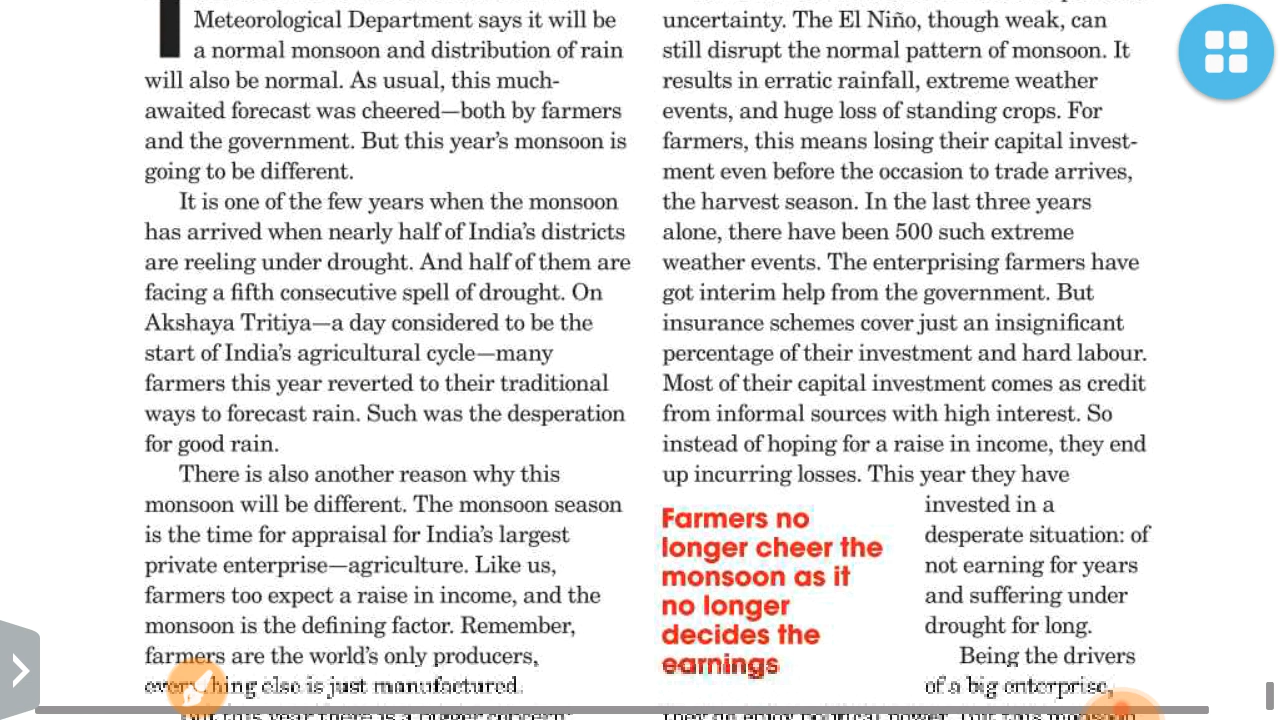 Meteorological Department says it will be
a normal monsoon and distribution of rain
will also be normal. As usual, this much-
awaited forecast was cheered—both by farmers
and the government. But this year's monsoon is
going to be different.
It is one of the few years when the monsoon
has arrived when nearly half of India's districts
are reeling under drought. And half of them are
facing a fifth consecutive spell of drought. On
Akshaya Tritiya—a day considered to be the
start of India's agricultural cycle—many
farmers this year reverted to their traditional
ways to forecast rain. Such was the desperation
for good rain.
There is also another reason why this
monsoon will be different. The monsoon season
is the time for appraisal for India's largest
private enterprise—agriculture. Like us,
farmers too expect a raise in income, and the
monsoon is the defining factor. Remember,
farmers are the world's only producers,
everything else is just manufactured.
But this year there is a bigger concern
uncertainty. The El Niño, though weak, can
still disrupt the normal pattern of monsoon. It
results in erratic rainfall, extreme weather
events, and huge loss of standing crops. For
farmers, this means losing their capital invest-
ment even before the occasion to trade arrives,
the harvest season. In the last three years
alone, there have been 500 such extreme
weather events. The enterprising farmers have
got interim help from the government. But
insurance schemes cover just an insignificant
percentage of their investment and hard labour.
Most of their capital investment comes as credit
from informal sources with high interest. So
instead of hoping for a raise in income, they end
up incurring losses. This year they have
invested in a
desperate situation: of
not earning for years
and suffering under
drought for long.
Being the drivers
of a big enterprise,
they do enjoy political power. But this monsoon
Farmers no
longer cheer the
monsoon as it
no longer
decides the
earnings